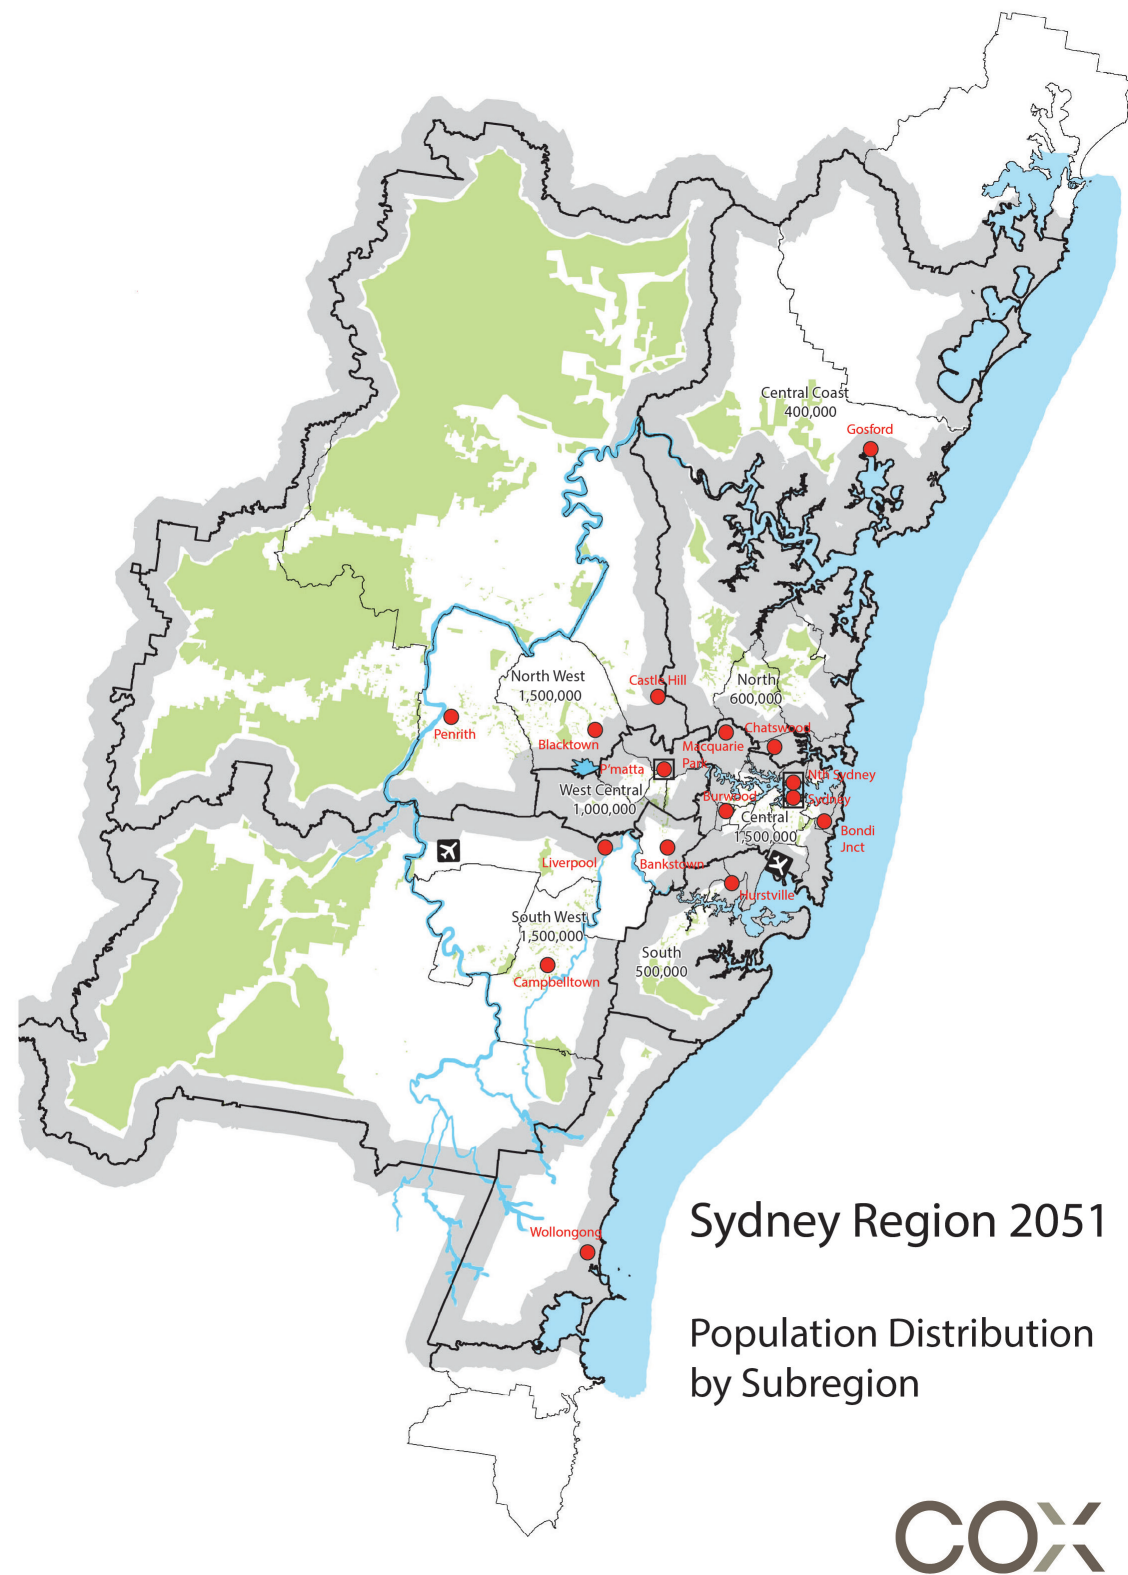 Central Coast
400,000
Gosford
North West
1,500,000
Castle Hill
North
600,000
Penrith
Blacktown
Macquarie
Park
Chatswood
P'matta
Nth Sydney
West Central
1,000,000
Burwood
Sydney
Central
1,500,000
Bondi
Jnct
Liverpool
Bankstown
Hurstville
South West
1,500,000
South
500,000
Campbelltown
Wollongong
Sydney Region 2051
Population Distribution
by Subregion
COX